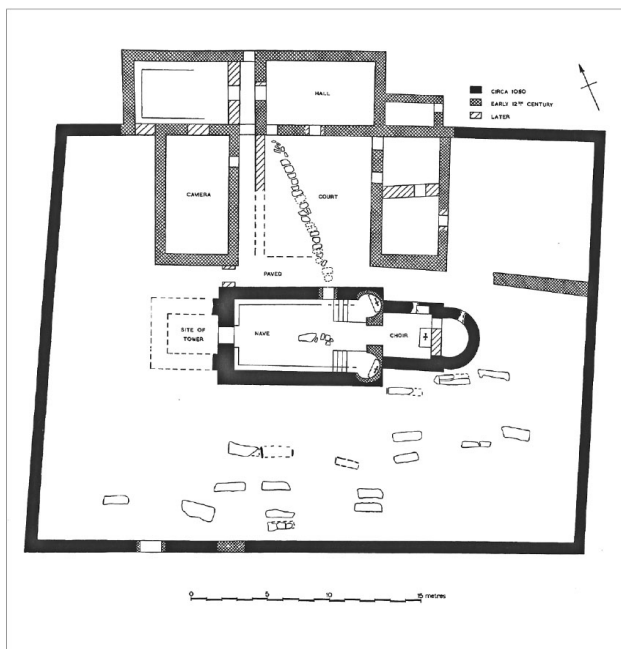 HALL
CIRCA 1080
EARLY 12TH CENTURY
LATER
CAMERA
COURT
PAVED
SITE OF
TOWER
NAVE
CHOIR
0 5 10 15 metres